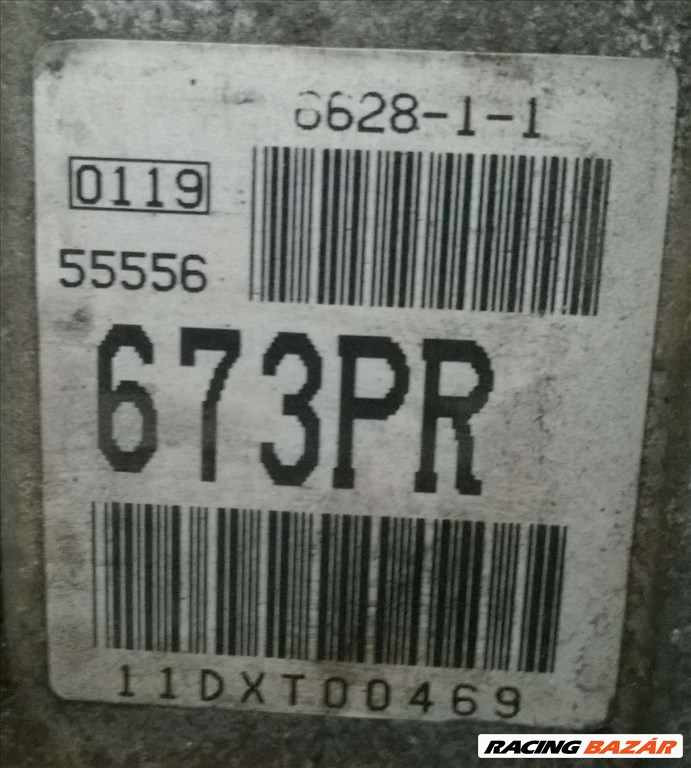 6628-1-1
0119
55556
673PR
11DXT00469
RACING BAZÁR